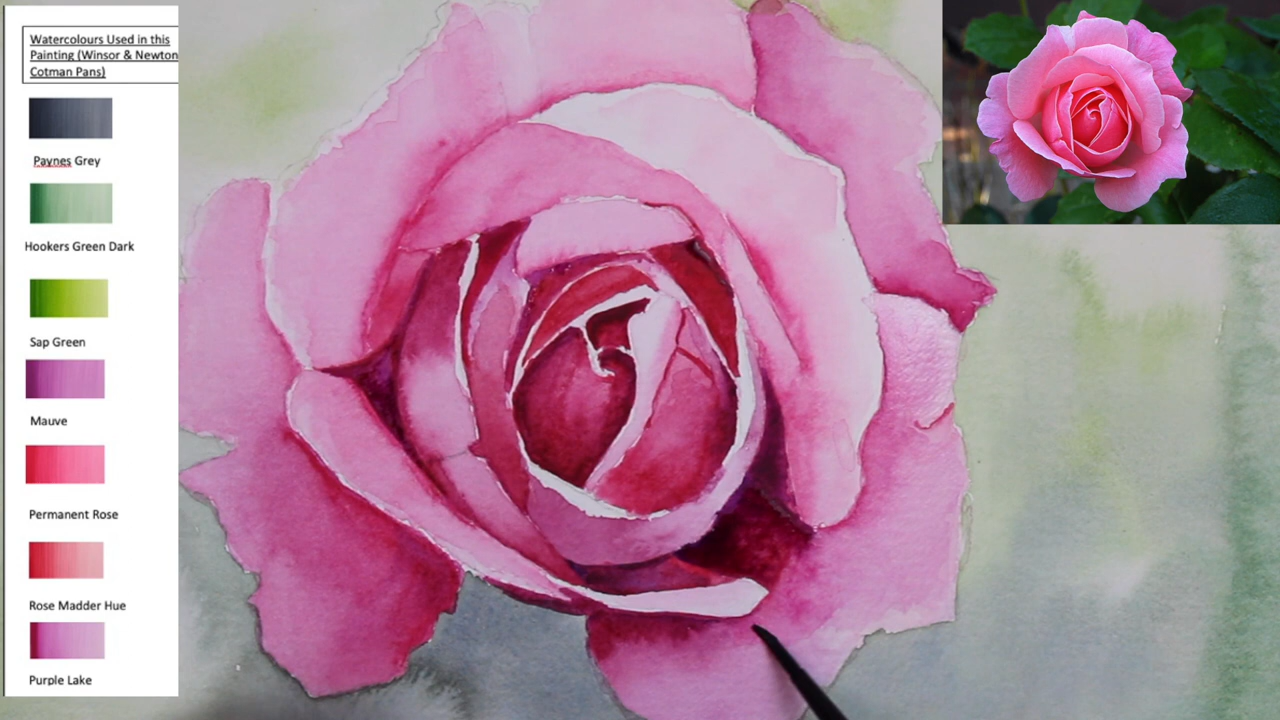 Watercolours Used in this
Painting (Winsor & Newton
Cotman Pans)
Paynes Grey
Hookers Green Dark
Sap Green
Mauve
Permanent Rose
Rose Madder Hue
Purple Lake